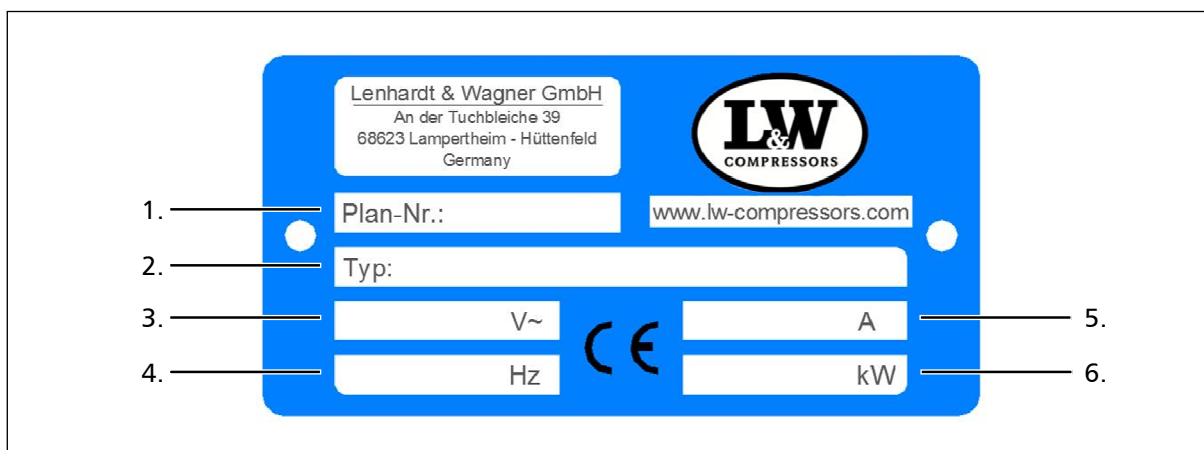 Lenhardt & Wagner GmbH
An der Tuchbleiche 39
68623 Lampertheim - Hüttenfeld
Germany
L&W
COMPRESSORS
1. Plan-Nr.:
www.lw-compressors.com
2. Typ:
3. V~
CE
A 5.
4. Hz
kW 6.